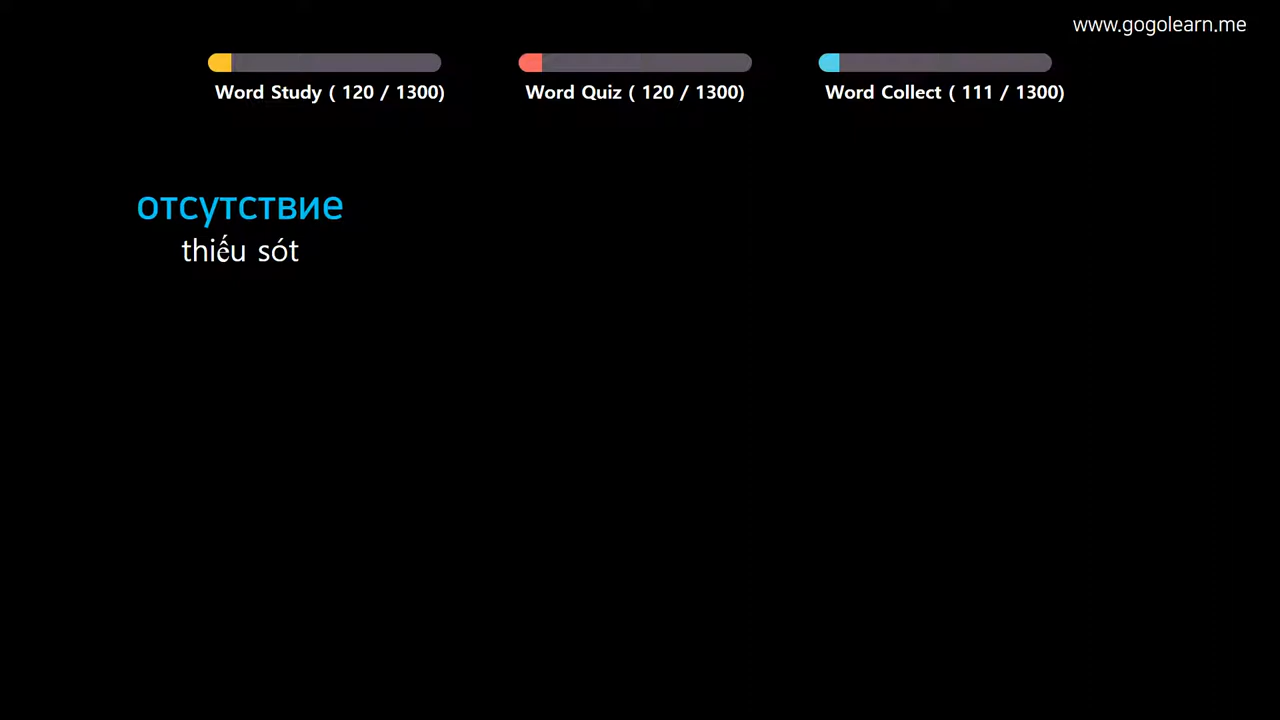 www.gogolearn.me
Word Study ( 120 / 1300)
Word Quiz ( 120 / 1300)
Word Collect ( 111 / 1300)
отсутствие
thiếu sót